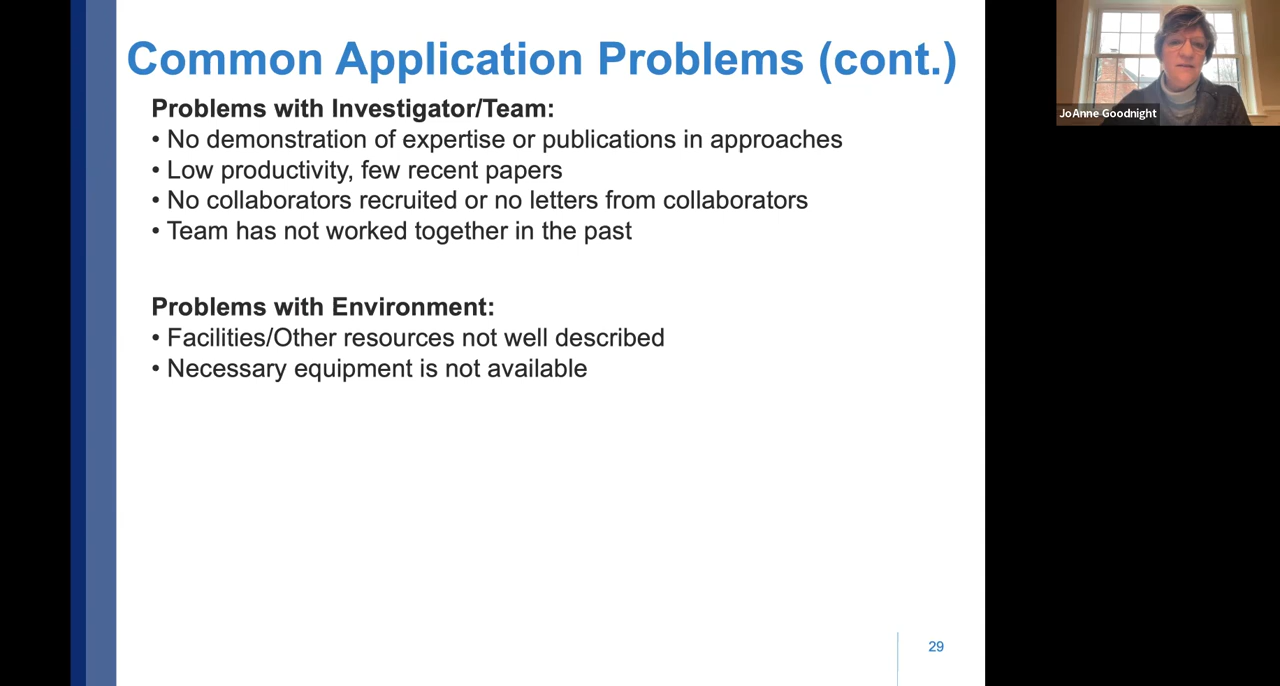 Common Application Problems (cont.)
Problems with Investigator/Team:
• No demonstration of expertise or publications in approaches
• Low productivity, few recent papers
• No collaborators recruited or no letters from collaborators
• Team has not worked together in the past
Problems with Environment:
• Facilities/Other resources not well described
• Necessary equipment is not available
29
JoAnne Goodnight